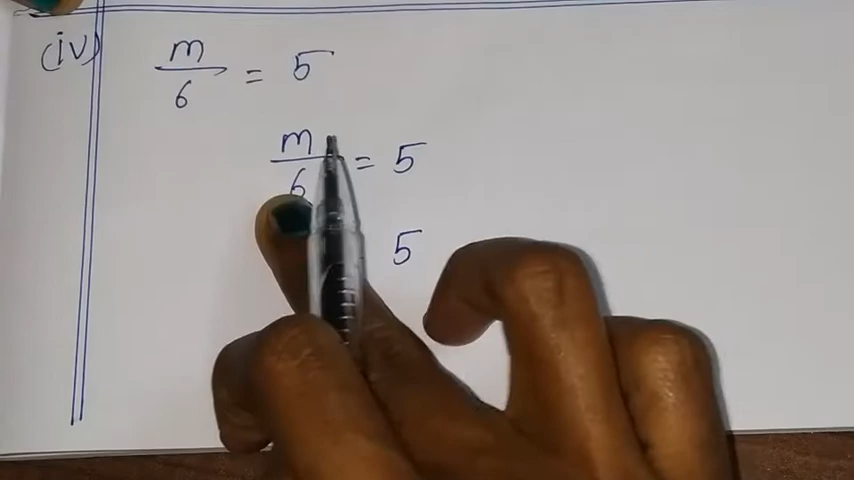 (iv) m/6 = 5
m/6 = 5
5